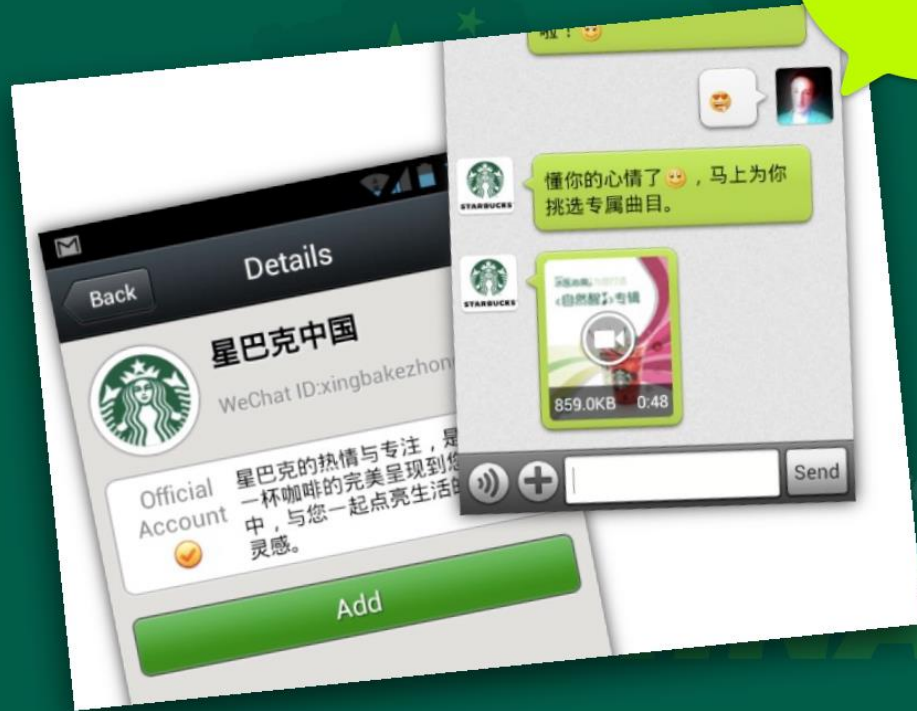 Details
Back
星巴克中国
WeChat ID:xingbakezhong
Official
Account
星巴克的热情与专注，是
一杯咖啡的完美呈现到您
中，与您一起点亮生活的
灵感。
Add
啦！
STARBUCKS
懂你的心情了，马上为你
挑选专属曲目。
STARBUCKS
《自然醒》专辑
859.0KB 0:48
Send